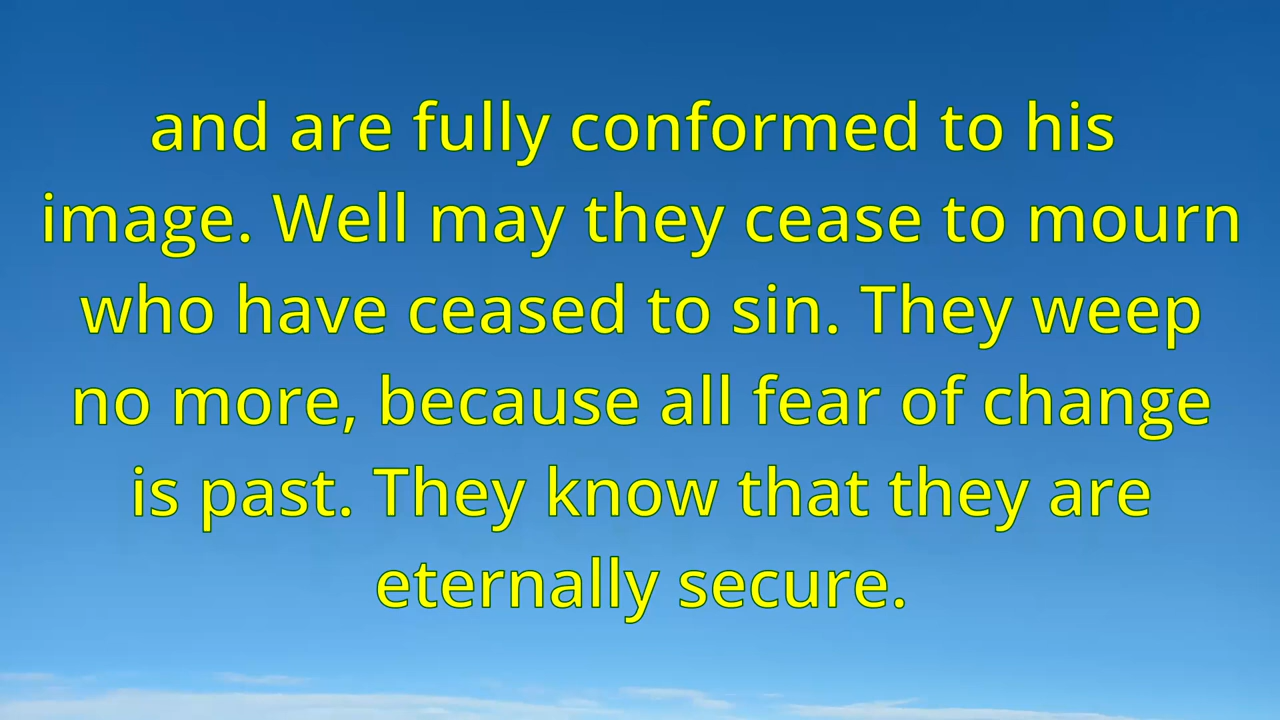 and are fully conformed to his
image. Well may they cease to mourn
who have ceased to sin. They weep
no more, because all fear of change
is past. They know that they are
eternally secure.